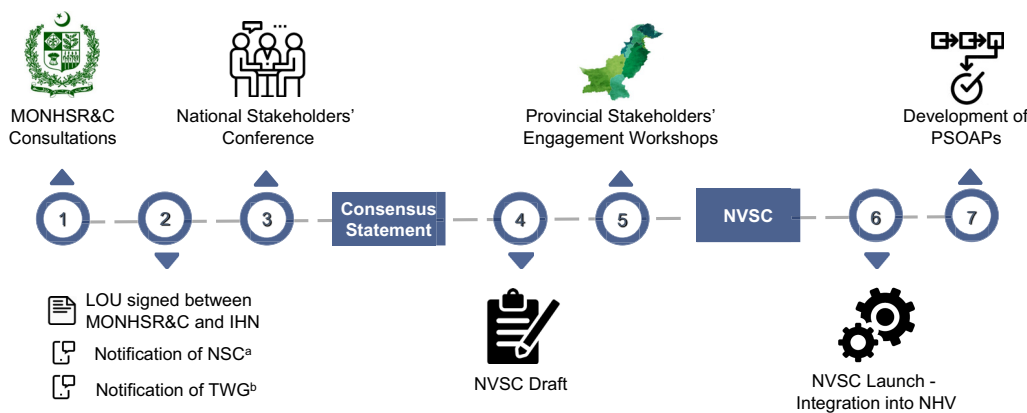 MONHSR&C
Consultations
National Stakeholders'
Conference
Provincial Stakeholders'
Engagement Workshops
Development of
PSOAPs
1
2
3
Consensus
Statement
4
5
NVSC
6
7
LOU signed between
MONHSR&C and IHN
Notification of NSCᵃ
Notification of TWGᵇ
NVSC Draft
NVSC Launch -
Integration into NHV